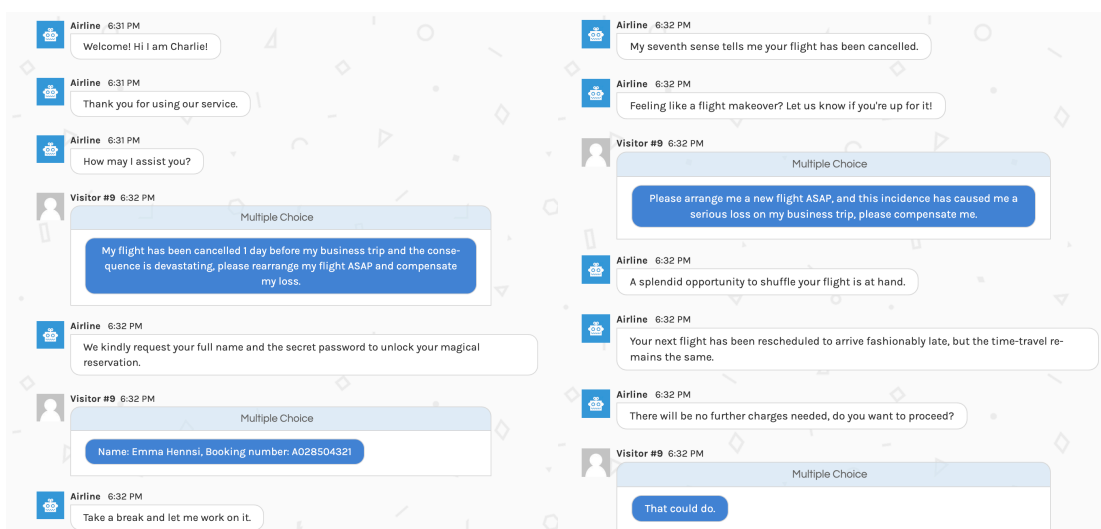 Airline 6:31 PM
Welcome! Hi I am Charlie!
Airline 6:31 PM
Thank you for using our service.
Airline 6:31 PM
How may I assist you?
Visitor #9 6:32 PM
Multiple Choice
My flight has been cancelled 1 day before my business trip and the conse-
quence is devastating, please rearrange my flight ASAP and compensate
my loss.
Airline 6:32 PM
We kindly request your full name and the secret password to unlock your magical
reservation.
Visitor #9 6:32 PM
Multiple Choice
Name: Emma Hennsi, Booking number: A028504321
Airline 6:32 PM
Take a break and let me work on it.
Airline 6:32 PM
My seventh sense tells me your flight has been cancelled.
Airline 6:32 PM
Feeling like a flight makeover? Let us know if you're up for it!
Visitor #9 6:32 PM
Multiple Choice
Please arrange me a new flight ASAP, and this incidence has caused me a
serious loss on my business trip, please compensate me.
Airline 6:32 PM
A splendid opportunity to shuffle your flight is at hand.
Airline 6:32 PM
Your next flight has been rescheduled to arrive fashionably late, but the time-travel re-
mains the same.
Airline 6:32 PM
There will be no further charges needed, do you want to proceed?
Visitor #9 6:32 PM
Multiple Choice
That could do.